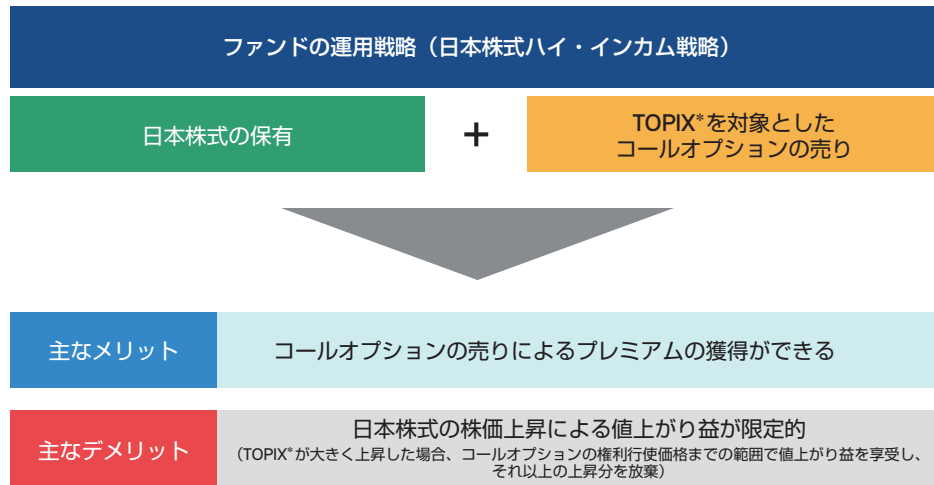 ファンドの運用戦略（日本株式ハイ・インカム戦略）
日本株式の保有
+
TOPIX*を対象とした
コールオプションの売り
主なメリット
コールオプションの売りによるプレミアムの獲得ができる
主なデメリット
日本株式の株価上昇による値上がり益が限定的
（TOPIX*が大きく上昇した場合、コールオプションの権利行使価格までの範囲で値上がり益を享受し、
それ以上の上昇分を放棄）